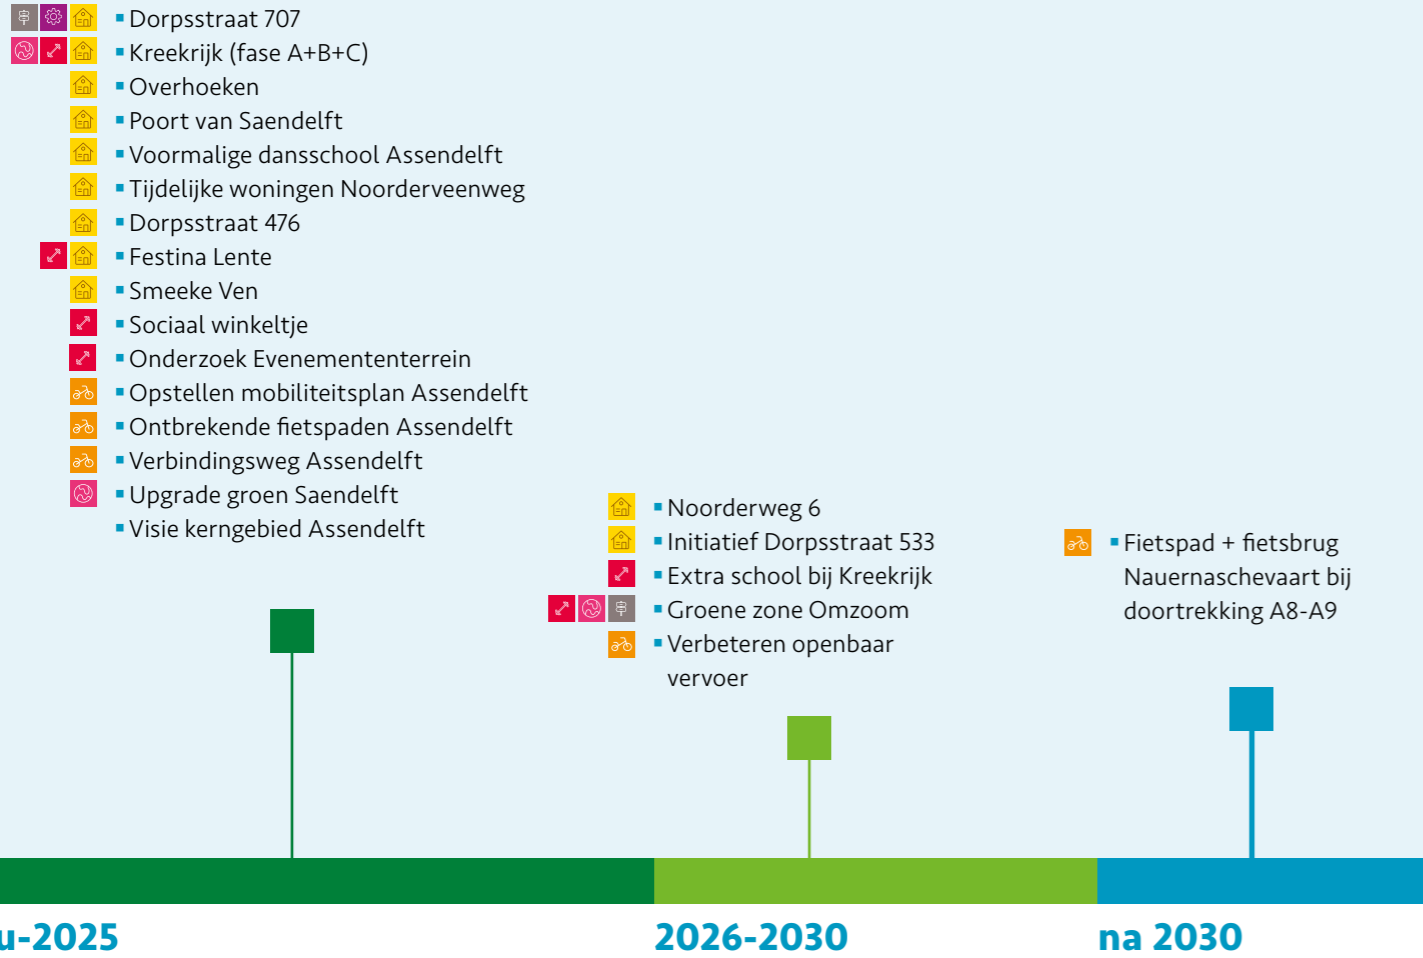 Dorpsstraat 707
Kreekrijk (fase A+B+C)
Overhoeken
Poort van Saendelft
Voormalige dansschool Assendelft
Tijdelijke woningen Noorderveenweg
Dorpsstraat 476
Festina Lente
Smeeke Ven
Sociaal winkeltje
Onderzoek Evenemententerrein
Opstellen mobiliteitsplan Assendelft
Ontbrekende fietspaden Assendelft
Verbindingsweg Assendelft
Upgrade groen Saendelft
Visie kerngebied Assendelft
Noorderweg 6
Initiatief Dorpsstraat 533
Extra school bij Kreekrijk
Groene zone Omzoom
Verbeteren openbaar
vervoer
Fietspad + fietsbrug
Nauernaschevaart bij
doortrekking A8-A9
u-2025
2026-2030
na 2030